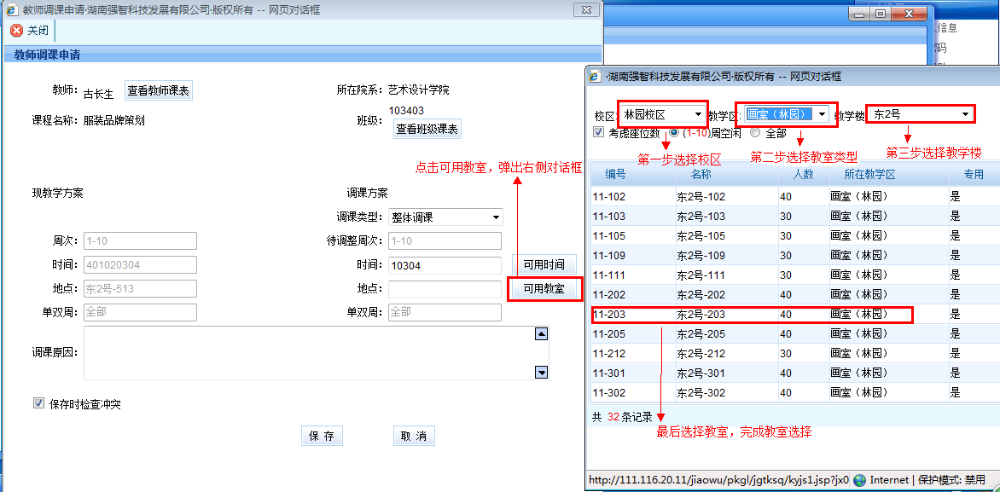 教师调课申请·湖南强智科技发展有限公司·版权所有 -- 网页对话框
关闭
教师调课申请
教师: 古长生 查看教师课表
所在院系: 艺术设计学院
课程名称: 服装品牌策划
班级: 103403
查看班级课表
点击可用教室，弹出右侧对话框
现教学方案
调课方案
调课类型: 整体调课
周次: 1-10
待调整周次: 1-10
时间: 401020304
时间: 10304
可用时间
地点: 东2号-513
地点:
可用教室
单双周: 全部
单双周: 全部
调课原因:
保存时检查冲突
保 存
取 消
信息
·湖南强智科技发展有限公司·版权所有 -- 网页对话框
校区: 林园校区 教学区: 画室（林园） 教学楼 东2号
考虑座位数 (1-10)周空闲 全部
第一步选择校区
第二步选择教室类型
第三步选择教学楼
编号 名称 人数 所在教学区 专用
11-102 东2号-102 40 画室（林园） 是
11-103 东2号-103 30 画室（林园） 是
11-105 东2号-105 30 画室（林园） 是
11-109 东2号-109 30 画室（林园） 是
11-111 东2号-111 30 画室（林园） 是
11-202 东2号-202 40 画室（林园） 是
11-203 东2号-203 40 画室（林园） 是
11-205 东2号-205 40 画室（林园） 是
11-212 东2号-212 30 画室（林园） 是
11-301 东2号-301 40 画室（林园） 是
11-302 东2号-302 40 画室（林园） 是
共 32 条记录
最后选择教室，完成教室选择
http://111.116.20.11/jiaowu/pkgl/jgtksq/kyjs1.jsp?jx0 Internet | 保护模式: 禁用